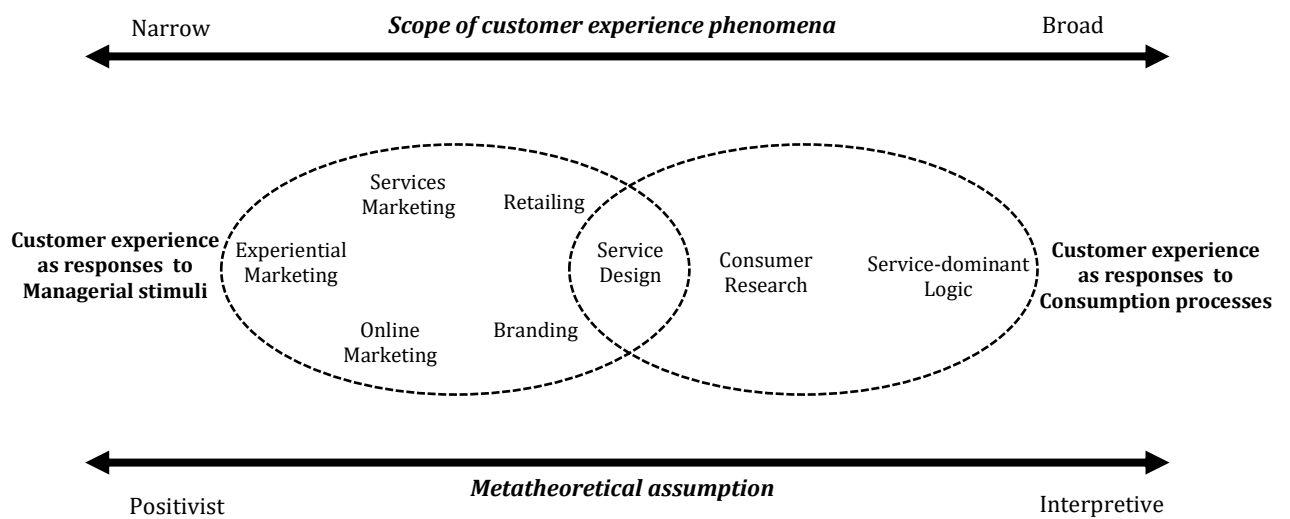 Narrow
Scope of customer experience phenomena
Broad
Services
Marketing
Retailing
Customer experience
as responses to
Managerial stimuli
Experiential
Marketing
Service
Design
Consumer
Research
Service-dominant
Logic
Customer experience
as responses to
Consumption processes
Online
Marketing
Branding
Positivist
Metatheoretical assumption
Interpretive